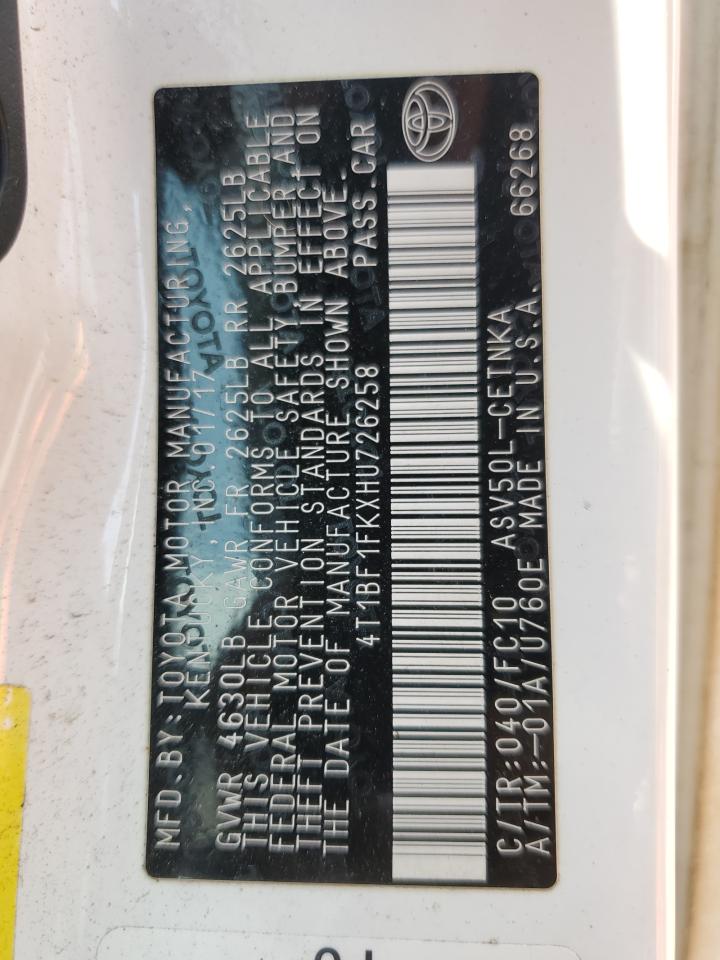 MFD.BY:TOYOTA MOTOR MANUFACTURING,
KENTUCKY,INC.01/17
GVWR 4630LB GAWR FR 2625LB RR 2625LB
THIS VEHICLE CONFORMS TO ALL APPLICABLE
FEDERAL MOTOR VEHICLE SAFETY,BUMPER,AND
THEFT PREVENTION STANDARDS IN EFFECT ON
THE DATE OF MANUFACTURE SHOWN ABOVE.
4T1BF1FKXHU726258 PASS.CAR
C/TR:040/FC10 ASV50L-CETNKA
A/TM:-01A/U760E MADE IN U.S.A. 66268